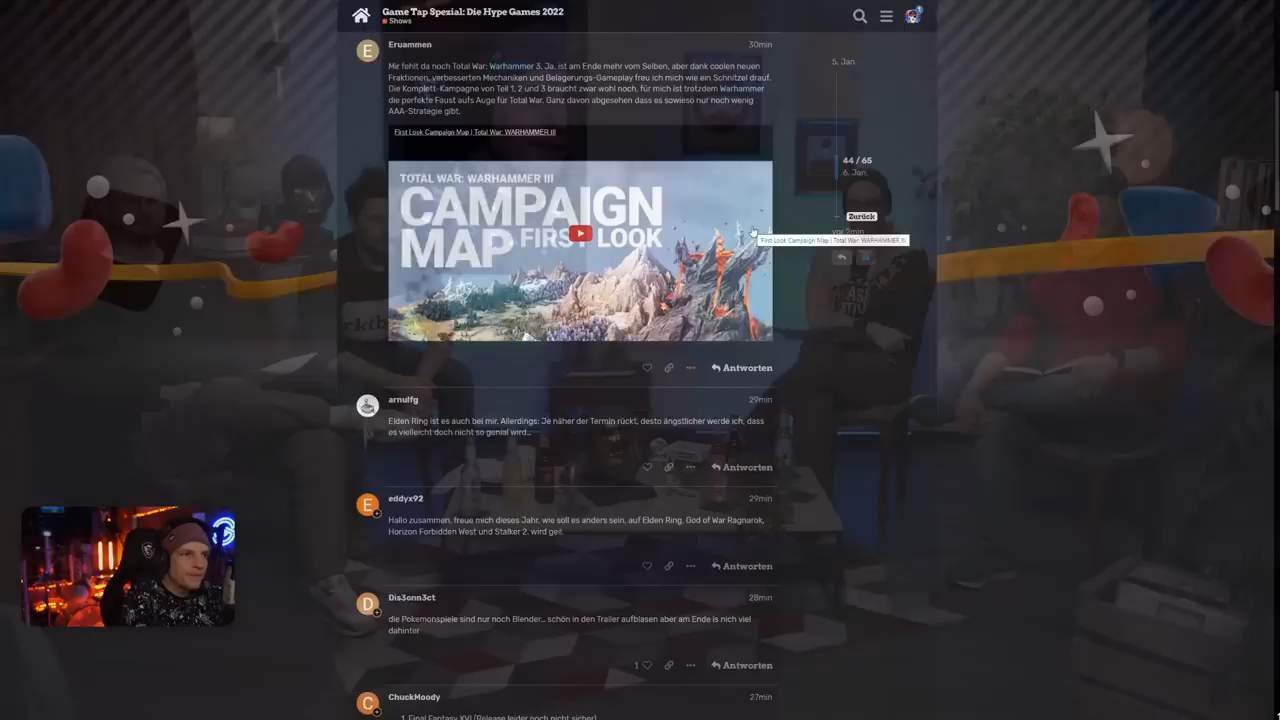 Game Tap Spezial: Die Hype Games 2022
Shows
1
E
Eruammen
30min
Mir fehlt da noch Total War: Warhammer 3. Ja, ist am Ende mehr vom Selben, aber dank coolen neuen
Fraktionen, verbesserten Mechaniken und Belagerungs-Gameplay freu ich mich wie ein Schnitzel drauf.
Die Komplett-Kampagne von Teil 1, 2 und 3 braucht zwar wohl noch, für mich ist trotzdem Warhammer
die perfekte Faust aufs Auge für Total War. Ganz davon abgesehen dass es sowieso nur noch wenig
AAA-Strategie gibt.
First Look Campaign Map | Total War: WARHAMMER III
TOTAL WAR: WARHAMMER III
CAMPAIGN
MAP FIRST LOOK
5. Jan.
44 / 65
6. Jan.
Zurück
vor 2min
First Look Campaign Map | Total War: WARHAMMER III
Antworten
arnulfg
29min
Elden Ring ist es auch bei mir. Allerdings: Je näher der Termin rückt, desto ängstlicher werde ich, dass
es vielleicht doch nicht so genial wird...
Antworten
E
eddyx92
29min
Hallo zusammen, freue mich dieses Jahr, wie soll es anders sein, auf Elden Ring, God of War Ragnarok,
Horizon Forbidden West und Stalker 2. wird geil.
Antworten
D
Dis3onn3ct
28min
die Pokemonspiele sind nur noch Blender... schön in den Trailer aufblasen aber am Ende is nich viel
dahinter
1
Antworten
C
ChuckMoody
27min
1. Final Fantasy XVI (Release leider noch nicht sicher)